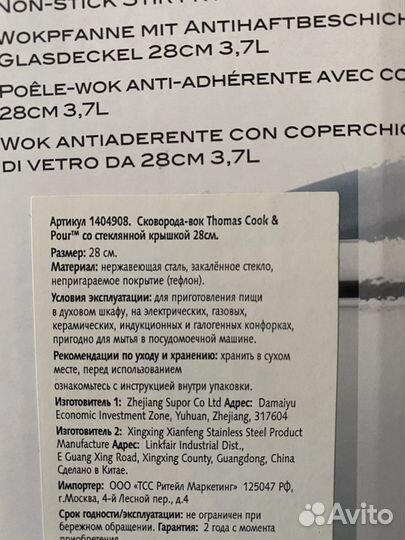 NON-STICK STIR
WOKPFANNE MIT ANTIHAFTBESCHICH
GLASDECKEL 28CM 3,7L
POÊLE-WOK ANTI-ADHÉRENTE AVEC CO
28CM 3,7L
WOK ANTIADERENTE CON COPERCHIO
DI VETRO DA 28CM 3,7L
Артикул 1404908. Сковорода-вок Thomas Cook &
Pour™ со стеклянной крышкой 28см.
Размер: 28 см.
Материал: нержавеющая сталь, закалённое стекло,
непригараемое покрытие (тефлон).
Условия эксплуатации: для приготовления пищи
в духовом шкафу, на электрических, газовых,
керамических, индукционных и галогенных конфорках,
пригодно для мытья в посудомоечной машине.
Рекомендации по уходу и хранению: хранить в сухом
месте, перед использованием
ознакомьтесь с инструкцией внутри упаковки.
Изготовитель 1: Zhejiang Supor Co Ltd Адрес: Damaiyu
Economic Investment Zone, Yuhuan, Zhejiang, 317604
Изготовитель 2: Xingxing Xianfeng Stainless Steel Product
Manufacture Адрес: Linkfair Industrial Dist.,
E Guang Xing Road, Xingxing County, Guangdong, China
Сделано в Китае.
Импортер: ООО «ТСС Ритейл Маркетинг» 125047 РФ,
г.Москва, 4-й Лесной пер., д.4
Срок годности/эксплуатации: не ограничен при
бережном обращении. Гарантия: 2 года с момента
приобретения
Avito